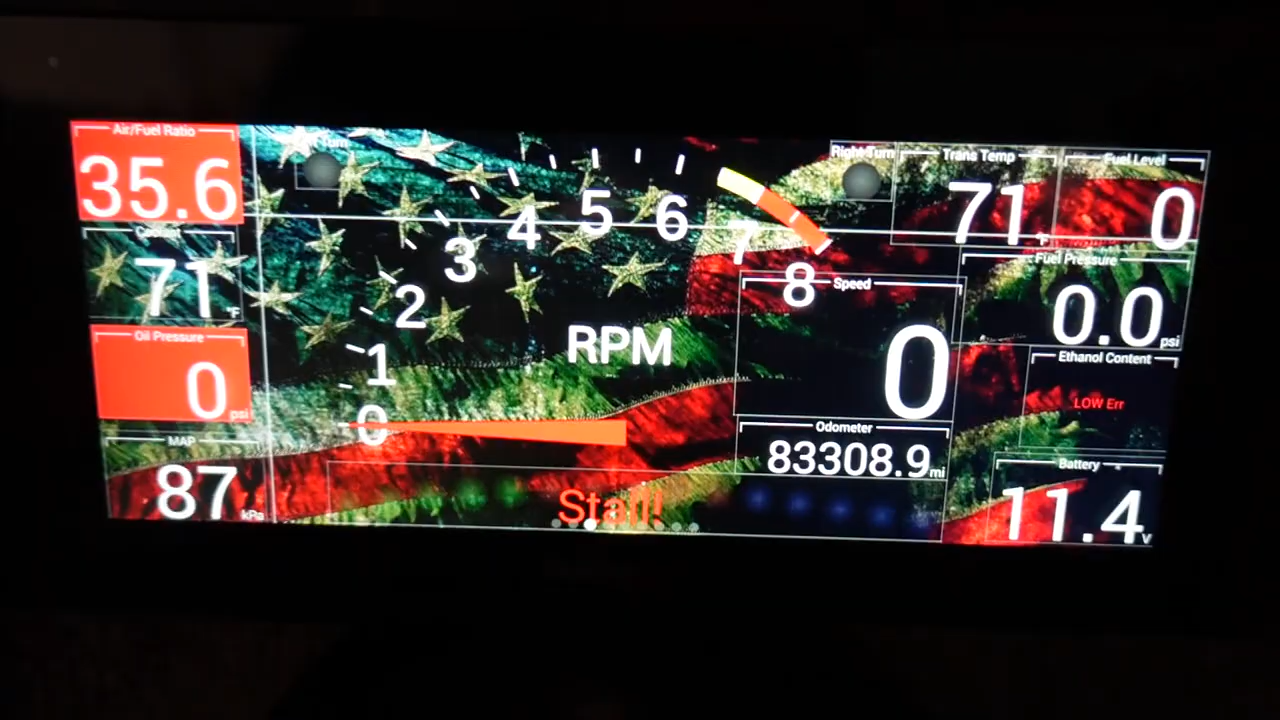 Air/Fuel Ratio
35.6
Coolant
71 °F
Oil Pressure
0 psi
MAP
87 kPa
Turn
0
1
2
3
4
5
6
7
8
RPM
Stall!
Right Turn
Trans Temp
71 °F
Fuel Level
0
Speed
0
Fuel Pressure
0.0 psi
Odometer
83308.9 mi
Ethanol Content
LOW Err
Battery
11.4 v